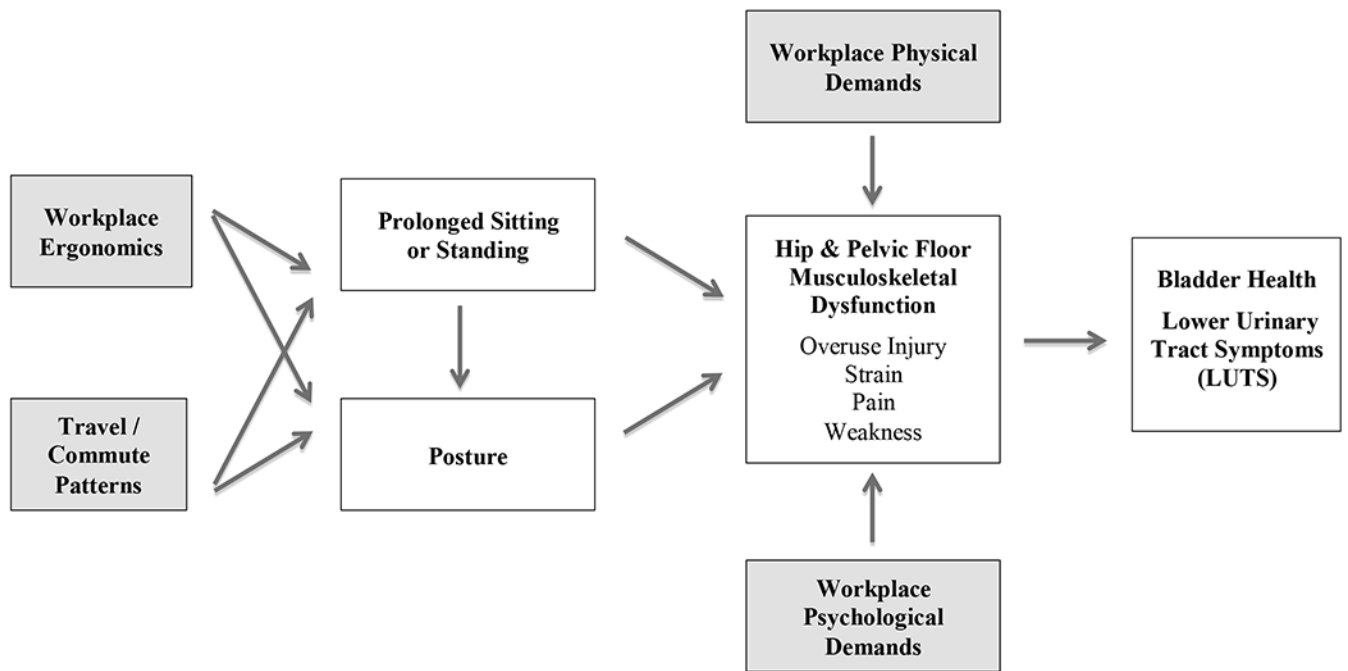 Workplace Physical
Demands
Workplace
Ergonomics
Prolonged Sitting
or Standing
Hip & Pelvic Floor
Musculoskeletal
Dysfunction
Overuse Injury
Strain
Pain
Weakness
Bladder Health
Lower Urinary
Tract Symptoms
(LUTS)
Travel /
Commute
Patterns
Posture
Workplace
Psychological
Demands